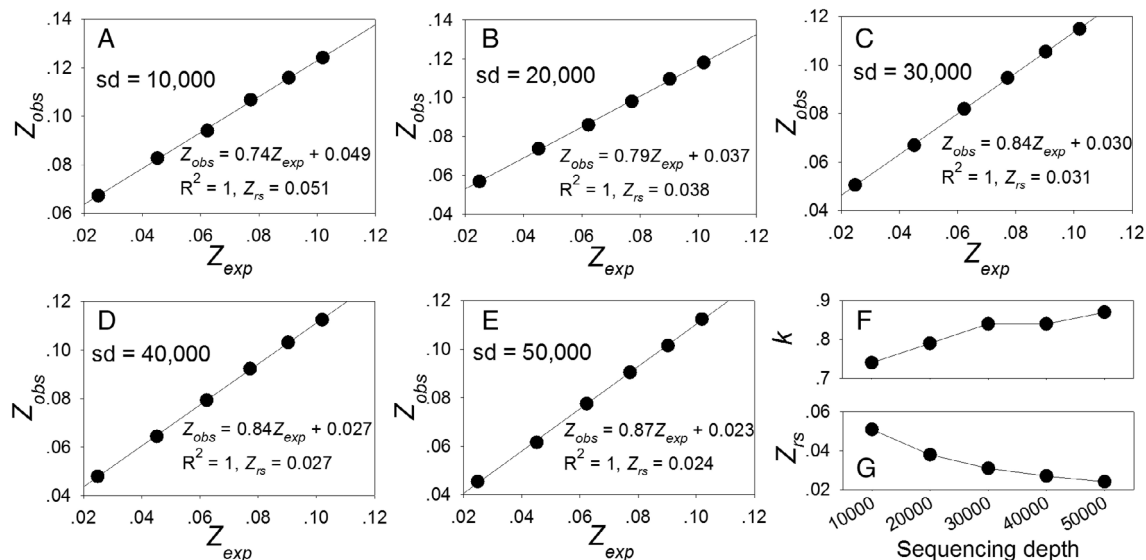 A
sd = 10,000
.14
.12
.10
.08
.06
Zobs
Zobs = 0.74Zexp + 0.049
R2 = 1, Zrs = 0.051
.02 .04 .06 .08 .10 .12
Zexp
B
sd = 20,000
.14
.12
.10
.08
.06
.04
Zobs
Zobs = 0.79Zexp + 0.037
R2 = 1, Zrs = 0.038
.02 .04 .06 .08 .10 .12
Zexp
C
sd = 30,000
.12
.10
.08
.06
.04
Zobs
Zobs = 0.84Zexp + 0.030
R2 = 1, Zrs = 0.031
.02 .04 .06 .08 .10 .12
Zexp
D
sd = 40,000
.12
.10
.08
.06
.04
Zobs
Zobs = 0.84Zexp + 0.027
R2 = 1, Zrs = 0.027
.02 .04 .06 .08 .10 .12
Zexp
E
sd = 50,000
.12
.10
.08
.06
.04
Zobs
Zobs = 0.87Zexp + 0.023
R2 = 1, Zrs = 0.024
.02 .04 .06 .08 .10 .12
Zexp
F
.9
.8
.7
k
G
.06
.04
.02
Zrs
10000 20000 30000 40000 50000
Sequencing depth